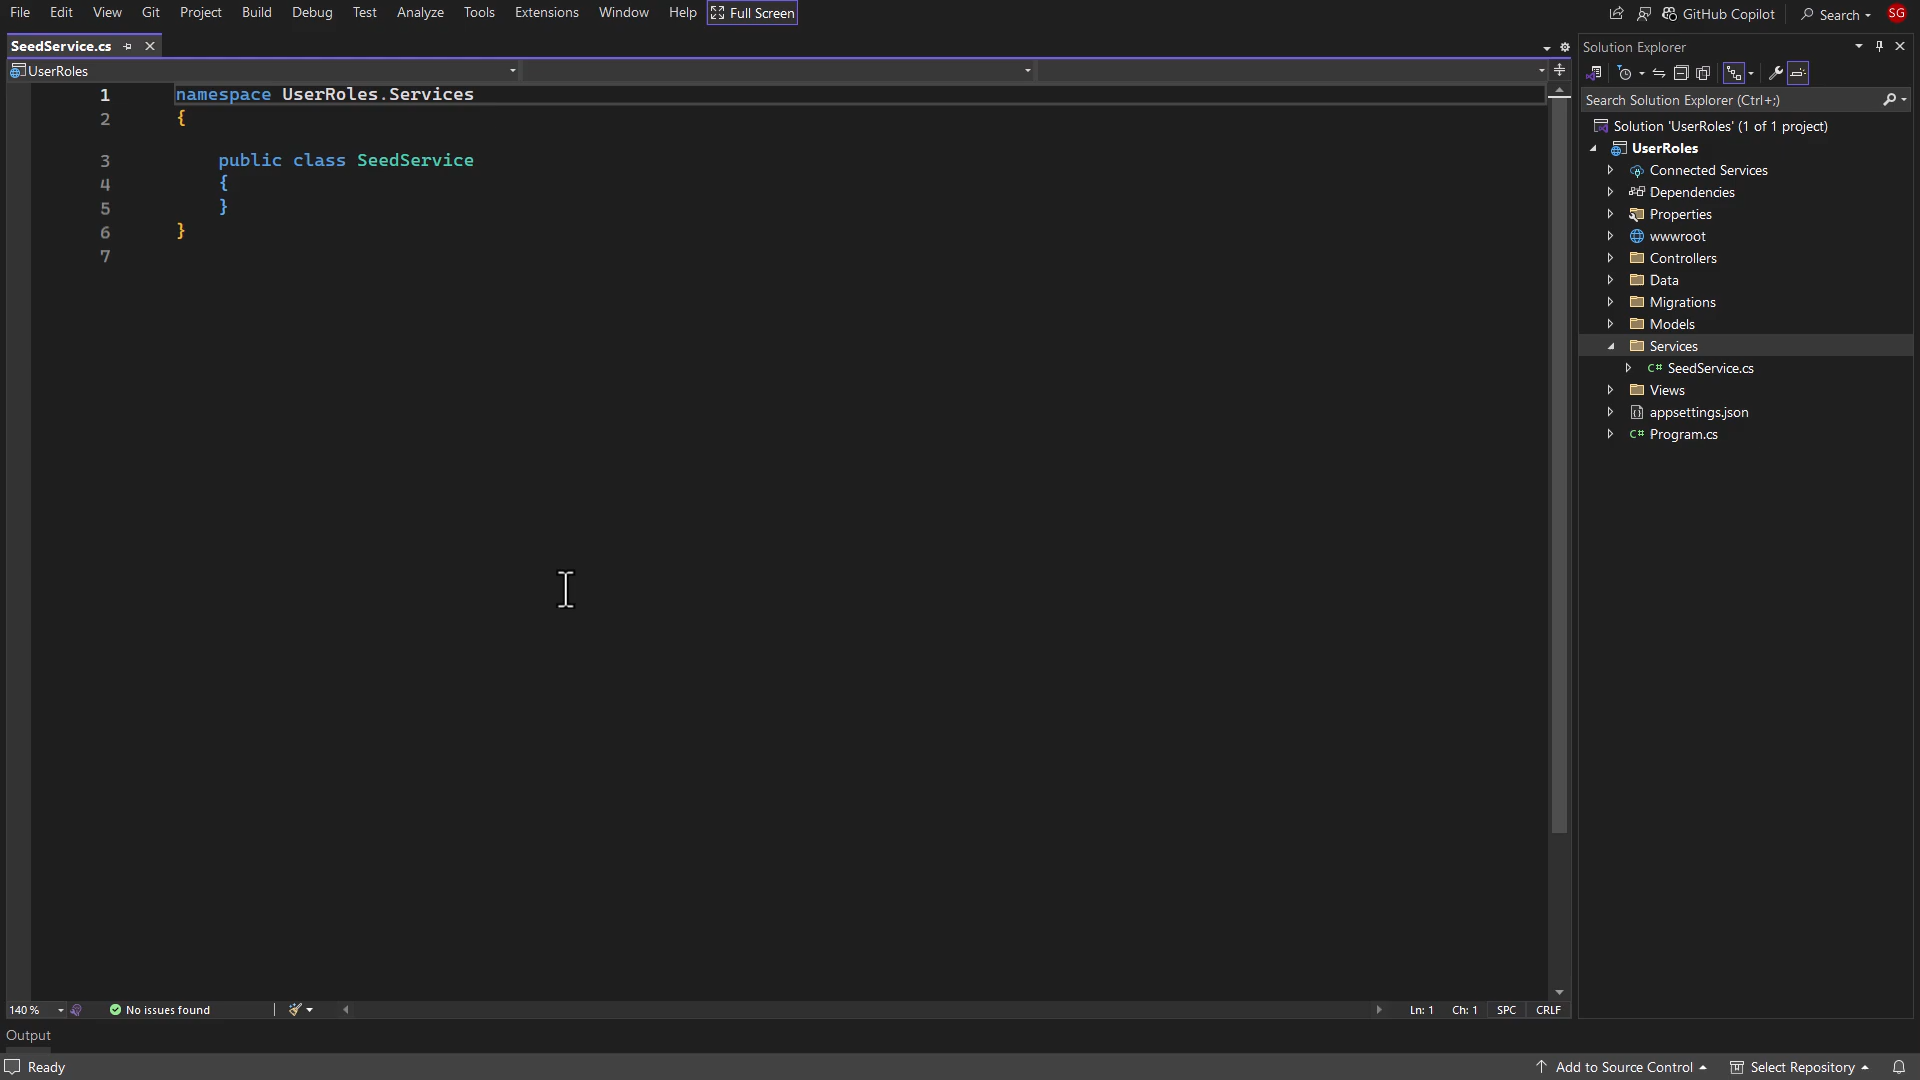 File Edit View Git Project Build Debug Test Analyze Tools Extensions Window Help Full Screen GitHub Copilot Search SG
SeedService.cs
UserRoles
1 namespace UserRoles.Services
2 {
3 public class SeedService
4 {
5 }
6 }
7
140 % No issues found Ln: 1 Ch: 1 SPC CRLF
Output
Ready Add to Source Control Select Repository
Solution Explorer
Search Solution Explorer (Ctrl+;)
Solution 'UserRoles' (1 of 1 project)
UserRoles
Connected Services
Dependencies
Properties
wwwroot
Controllers
Data
Migrations
Models
Services
C# SeedService.cs
Views
appsettings.json
C# Program.cs